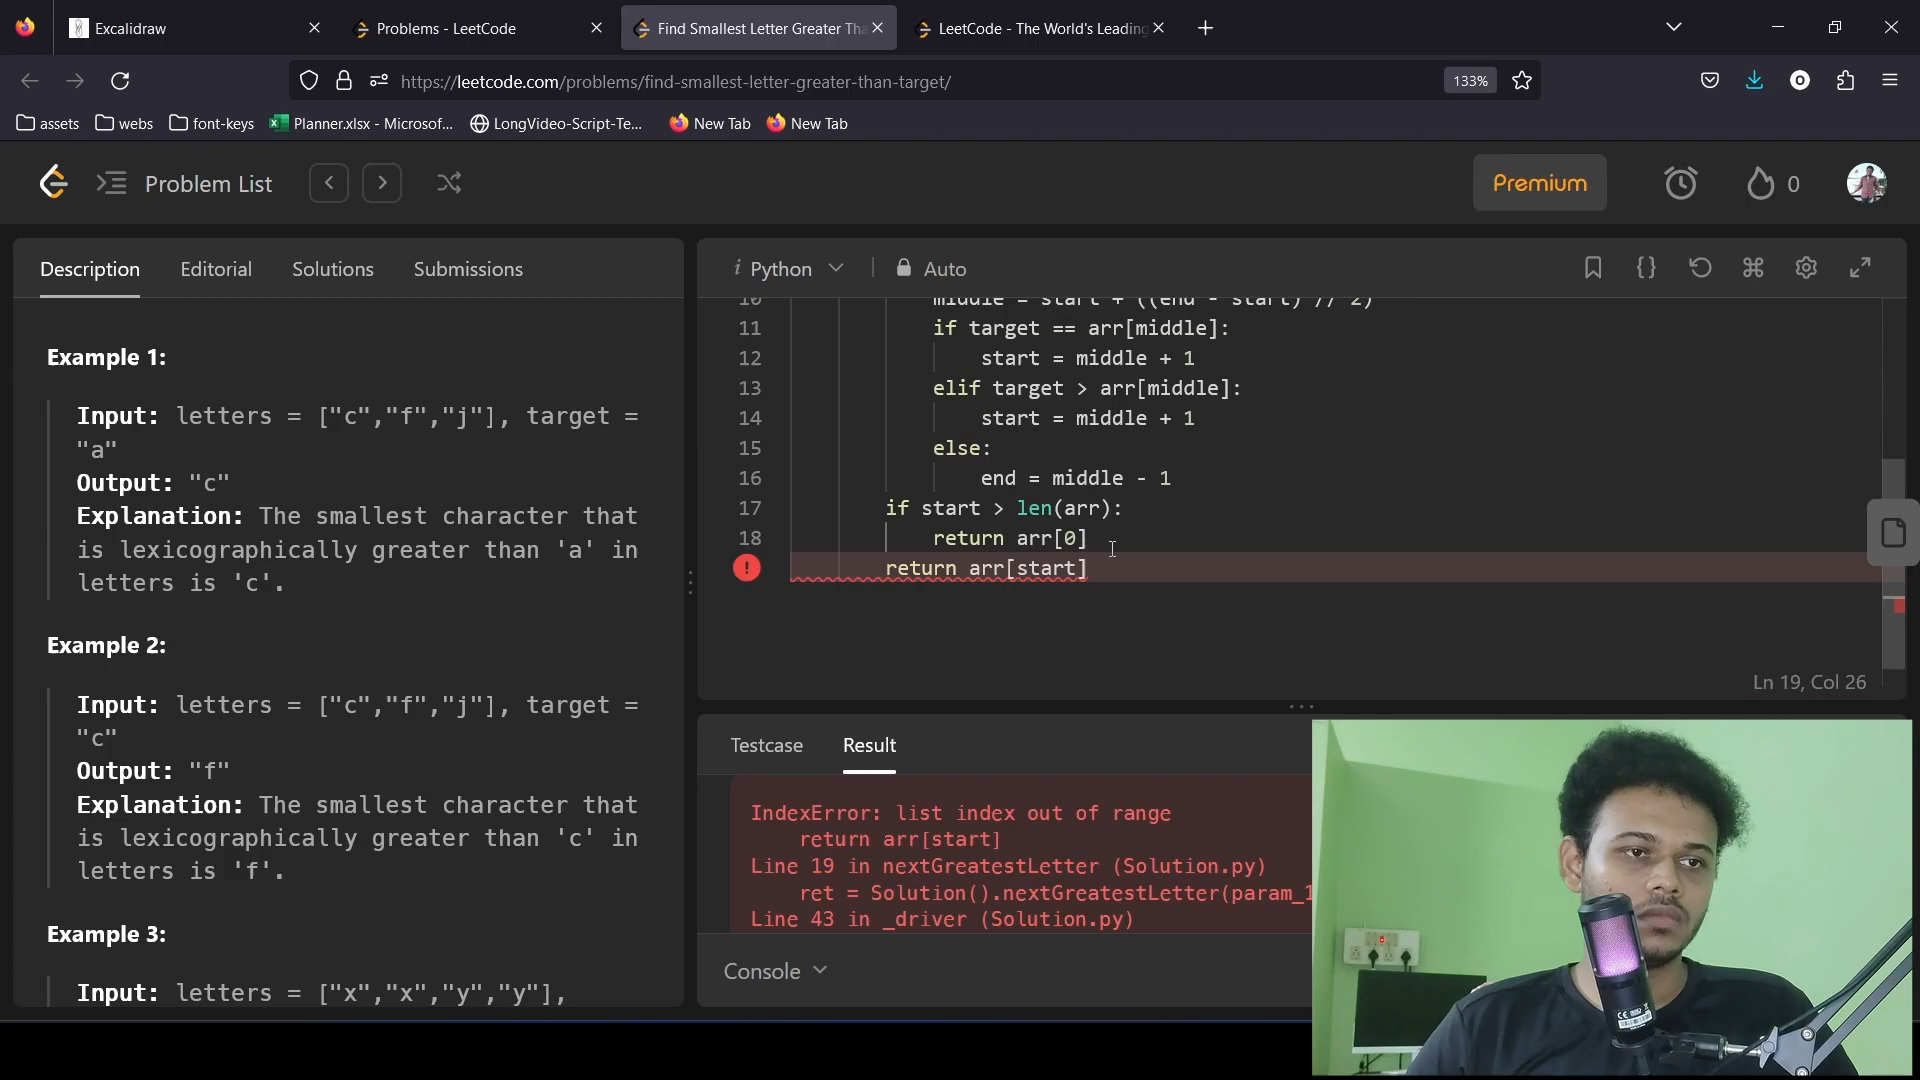 Excalidraw
Problems - LeetCode
Find Smallest Letter Greater Tha
LeetCode - The World's Leading
https://leetcode.com/problems/find-smallest-letter-greater-than-target/
133%
assets
webs
font-keys
Planner.xlsx - Microsof...
LongVideo-Script-Te...
New Tab
New Tab
Problem List
Premium
0
Description
Editorial
Solutions
Submissions
Example 1:
Input: letters = ["c","f","j"], target =
"a"
Output: "c"
Explanation: The smallest character that
is lexicographically greater than 'a' in
letters is 'c'.
Example 2:
Input: letters = ["c","f","j"], target =
"c"
Output: "f"
Explanation: The smallest character that
is lexicographically greater than 'c' in
letters is 'f'.
Example 3:
Input: letters = ["x","x","y","y"],
i Python
Auto
10 middle = start + ((end - start) // 2)
11 if target == arr[middle]:
12 start = middle + 1
13 elif target > arr[middle]:
14 start = middle + 1
15 else:
16 end = middle - 1
17 if start > len(arr):
18 return arr[0]
return arr[start]
Ln 19, Col 26
Testcase
Result
IndexError: list index out of range
return arr[start]
Line 19 in nextGreatestLetter (Solution.py)
ret = Solution().nextGreatestLetter(param_1
Line 43 in _driver (Solution.py)
Console